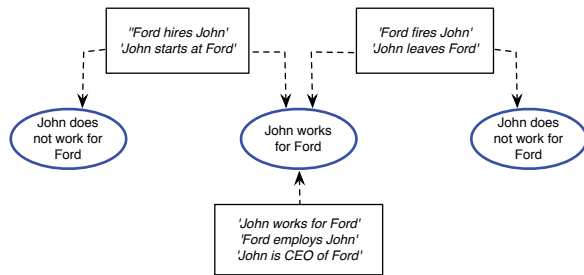 "Ford hires John'
'John starts at Ford'
'Ford fires John'
'John leaves Ford'
John does
not work for
Ford
John works
for Ford
John does
not work for
Ford
'John works for Ford'
'Ford employs John'
'John is CEO of Ford'